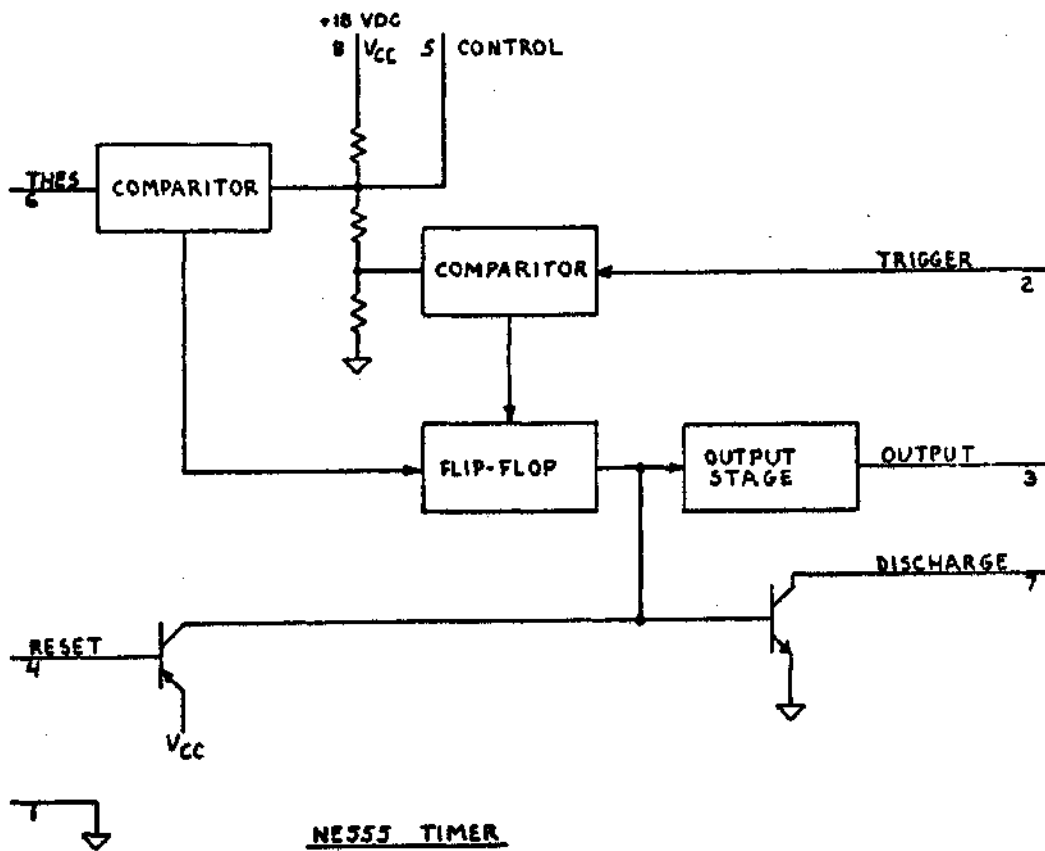 +18 VDC
8 VCC 5 CONTROL
THES
6
COMPARITOR
COMPARITOR
TRIGGER
2
FLIP-FLOP
OUTPUT
STAGE
OUTPUT
3
DISCHARGE
7
RESET
4
VCC
1
NE555 TIMER